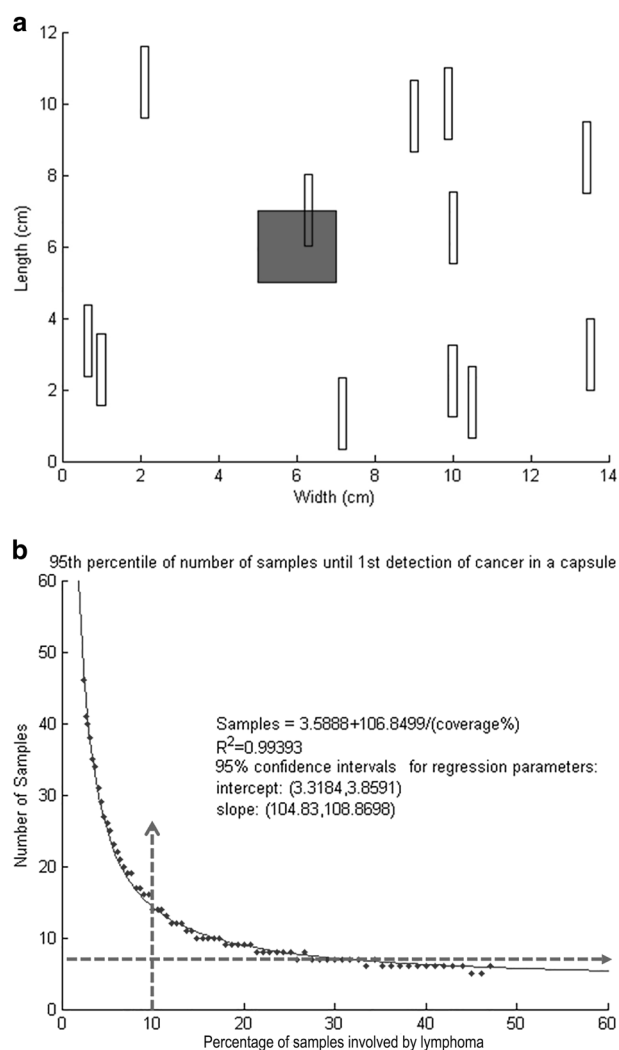 a
12
10
8
6
4
2
0
Length (cm)
0 2 4 6 8 10 12 14
Width (cm)
b
95th percentile of number of samples until 1st detection of cancer in a capsule
60
50
40
30
20
10
0
Number of Samples
Samples = 3.5888+106.8499/(coverage%)
R²=0.99393
95% confidence intervals for regression parameters:
intercept: (3.3184,3.8591)
slope: (104.83,108.8698)
0 10 20 30 40 50 60
Percentage of samples involved by lymphoma